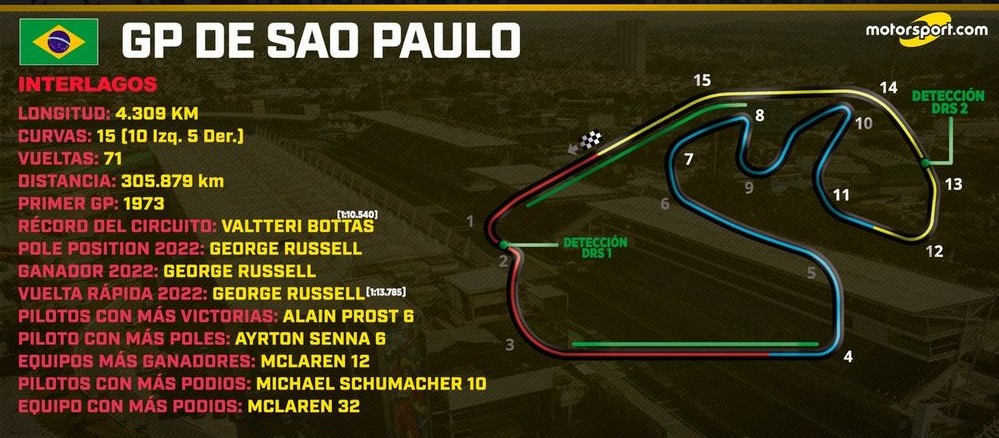 GP DE SAO PAULO
motorsport.com
INTERLAGOS
LONGITUD: 4.309 KM
CURVAS: 15 (10 Izq. 5 Der.)
VUELTAS: 71
DISTANCIA: 305.879 km
PRIMER GP: 1973
[1:10.540]
RÉCORD DEL CIRCUITO: VALTTERI BOTTAS
POLE POSITION 2022: GEORGE RUSSELL
GANADOR 2022: GEORGE RUSSELL
VUELTA RÁPIDA 2022: GEORGE RUSSELL [1:13.785]
PILOTOS CON MÁS VICTORIAS: ALAIN PROST 6
PILOTO CON MÁS POLES: AYRTON SENNA 6
EQUIPOS MÁS GANADORES: MCLAREN 12
PILOTOS CON MÁS PODIOS: MICHAEL SCHUMACHER 10
EQUIPO CON MÁS PODIOS: MCLAREN 32
1
2
3
4
5
6
7
8
9
10
11
12
13
14
15
DETECCIÓN
DRS 1
DETECCIÓN
DRS 2